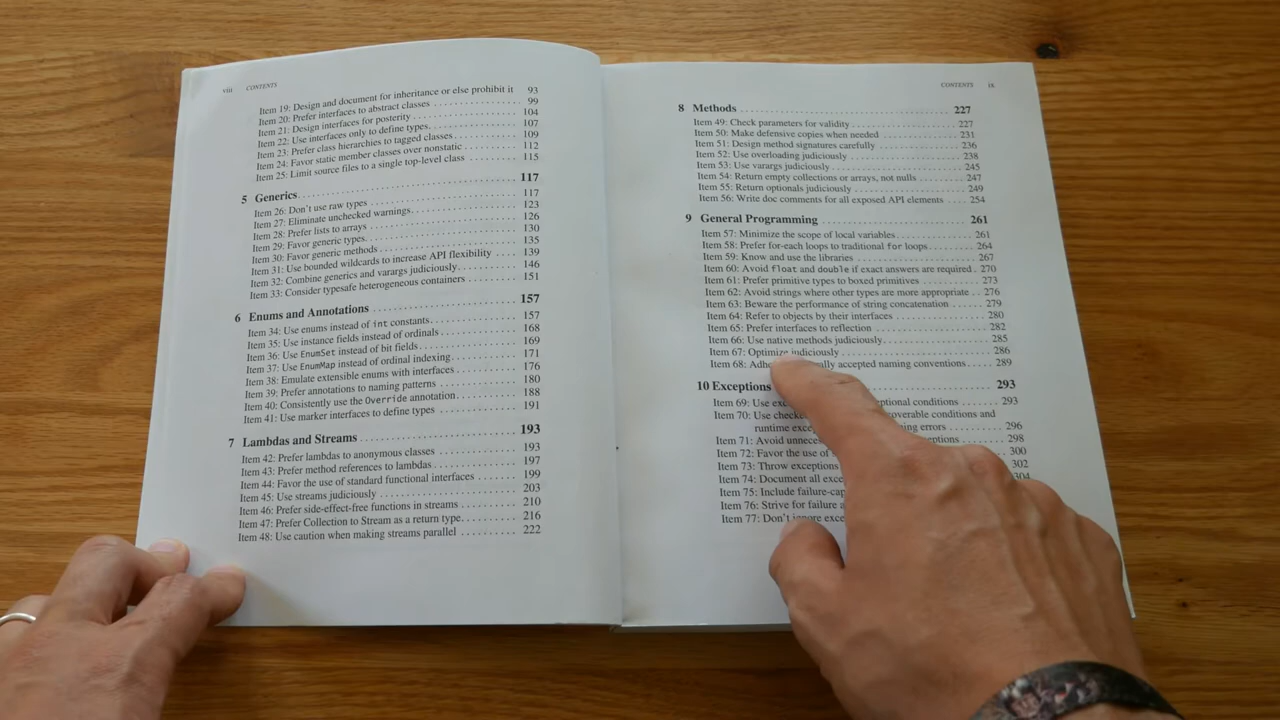 viii CONTENTS
Item 19: Design and document for inheritance or else prohibit it 93
Item 20: Prefer interfaces to abstract classes 99
Item 21: Design interfaces for posterity 104
Item 22: Use interfaces only to define types. 107
Item 23: Prefer class hierarchies to tagged classes 109
Item 24: Favor static member classes over nonstatic 112
Item 25: Limit source files to a single top-level class 115
5 Generics 117
Item 26: Don't use raw types 117
Item 27: Eliminate unchecked warnings 123
Item 28: Prefer lists to arrays 126
Item 29: Favor generic types 130
Item 30: Favor generic methods 135
Item 31: Use bounded wildcards to increase API flexibility 139
Item 32: Combine generics and varargs judiciously 146
Item 33: Consider typesafe heterogeneous containers 151
6 Enums and Annotations 157
Item 34: Use enums instead of int constants 157
Item 35: Use instance fields instead of ordinals 168
Item 36: Use EnumSet instead of bit fields 169
Item 37: Use EnumMap instead of ordinal indexing 171
Item 38: Emulate extensible enums with interfaces 176
Item 39: Prefer annotations to naming patterns 180
Item 40: Consistently use the Override annotation 188
Item 41: Use marker interfaces to define types 191
7 Lambdas and Streams 193
Item 42: Prefer lambdas to anonymous classes 193
Item 43: Prefer method references to lambdas 197
Item 44: Favor the use of standard functional interfaces 199
Item 45: Use streams judiciously 203
Item 46: Prefer side-effect-free functions in streams 210
Item 47: Prefer Collection to Stream as a return type 216
Item 48: Use caution when making streams parallel 222
CONTENTS ix
8 Methods 227
Item 49: Check parameters for validity 227
Item 50: Make defensive copies when needed 231
Item 51: Design method signatures carefully 236
Item 52: Use overloading judiciously 238
Item 53: Use varargs judiciously 245
Item 54: Return empty collections or arrays, not nulls 247
Item 55: Return optionals judiciously 249
Item 56: Write doc comments for all exposed API elements 254
9 General Programming 261
Item 57: Minimize the scope of local variables 261
Item 58: Prefer for-each loops to traditional for loops 264
Item 59: Know and use the libraries 267
Item 60: Avoid float and double if exact answers are required 270
Item 61: Prefer primitive types to boxed primitives 273
Item 62: Avoid strings where other types are more appropriate 276
Item 63: Beware the performance of string concatenation 279
Item 64: Refer to objects by their interfaces 280
Item 65: Prefer interfaces to reflection 282
Item 66: Use native methods judiciously 285
Item 67: Optimize judiciously 286
Item 68: accepted naming conventions 289
10 Exceptions 293
Item 69: Use conditions 293
Item 70: Use conditions and
runtime errors 296
Item 71: Avoid 298
Item 72: Favor the use of 300
Item 73: Throw exceptions 302
Item 74: Document all 304
Item 75: Include
Item 76: Strive for failure
Item 77: Don't ignore